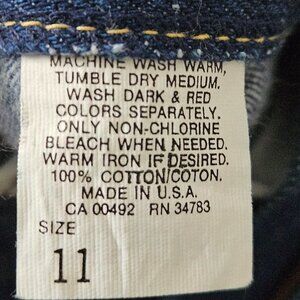 MACHINE WASH WARM,
TUMBLE DRY MEDIUM.
WASH DARK & RED
COLORS SEPARATELY.
ONLY NON-CHLORINE
BLEACH WHEN NEEDED.
WARM IRON IF DESIRED.
100% COTTON/COTON.
MADE IN U.S.A.
CA 00492 RN 34783
SIZE
11